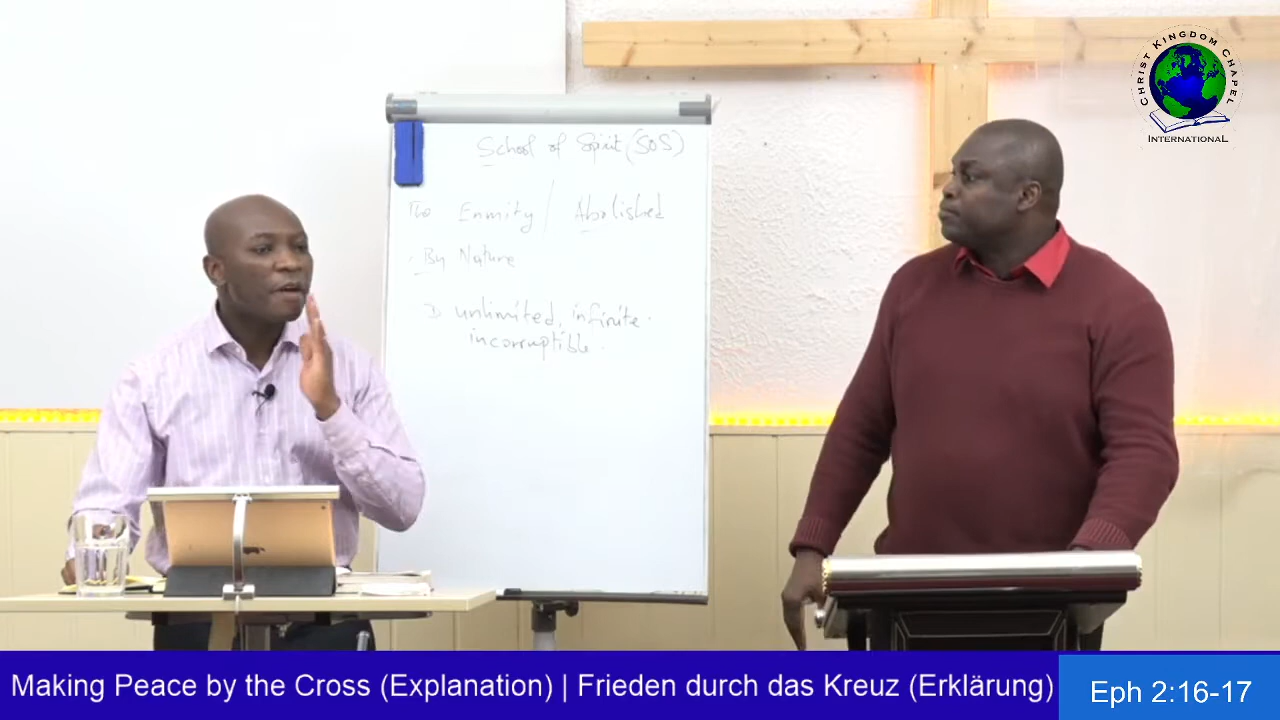 CHRIST KINGDOM CHAPEL
INTERNATIONAL
School of Spirit (SOS)
The Enmity / Abolished
By Nature
unlimited, infinite.
incorruptible.
Making Peace by the Cross (Explanation) | Frieden durch das Kreuz (Erklärung)
Eph 2:16-17